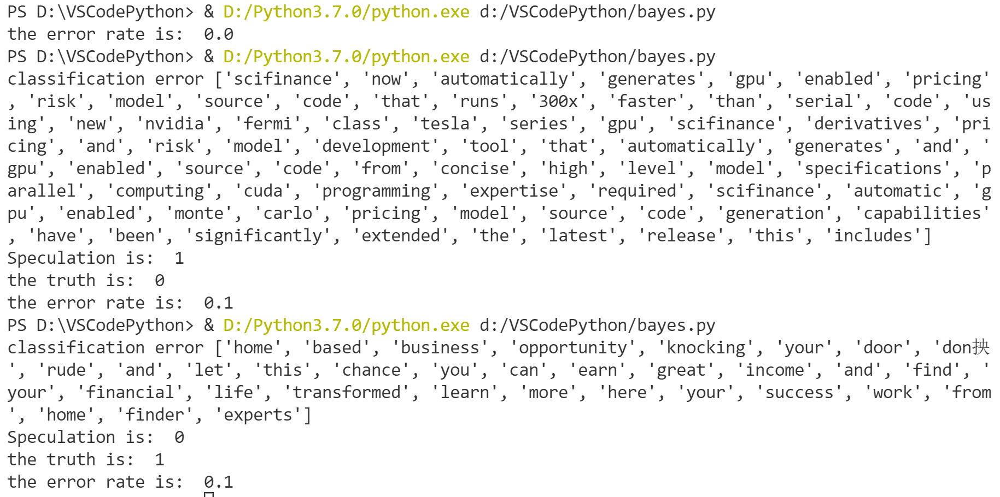 PS D:\VSCodePython> & D:/Python3.7.0/python.exe d:/VSCodePython/bayes.py
the error rate is:  0.0
PS D:\VSCodePython> & D:/Python3.7.0/python.exe d:/VSCodePython/bayes.py
classification error ['scifinance', 'now', 'automatically', 'generates', 'gpu', 'enabled', 'pricing'
, 'risk', 'model', 'source', 'code', 'that', 'runs', '300x', 'faster', 'than', 'serial', 'code', 'us
ing', 'new', 'nvidia', 'fermi', 'class', 'tesla', 'series', 'gpu', 'scifinance', 'derivatives', 'pri
cing', 'and', 'risk', 'model', 'development', 'tool', 'that', 'automatically', 'generates', 'and', '
gpu', 'enabled', 'source', 'code', 'from', 'concise', 'high', 'level', 'model', 'specifications', 'p
arallel', 'computing', 'cuda', 'programming', 'expertise', 'required', 'scifinance', 'automatic', 'g
pu', 'enabled', 'monte', 'carlo', 'pricing', 'model', 'source', 'code', 'generation', 'capabilities'
, 'have', 'been', 'significantly', 'extended', 'the', 'latest', 'release', 'this', 'includes']
Speculation is:  1
the truth is:  0
the error rate is:  0.1
PS D:\VSCodePython> & D:/Python3.7.0/python.exe d:/VSCodePython/bayes.py
classification error ['home', 'based', 'business', 'opportunity', 'knocking', 'your', 'door', 'don抰
', 'rude', 'and', 'let', 'this', 'chance', 'you', 'can', 'earn', 'great', 'income', 'and', 'find', '
your', 'financial', 'life', 'transformed', 'learn', 'more', 'here', 'your', 'success', 'work', 'from
', 'home', 'finder', 'experts']
Speculation is:  0
the truth is:  1
the error rate is:  0.1